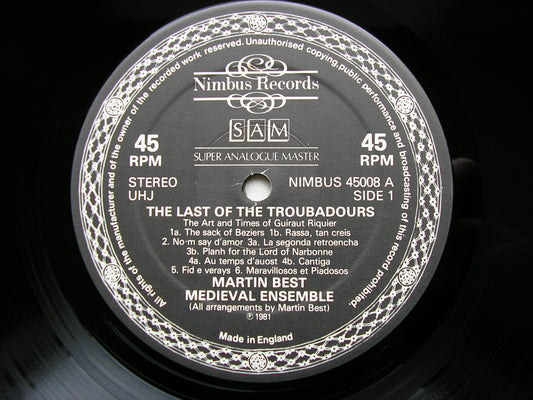 All rights of the manufacturer and of the owner of the recorded work reserved. Unauthorised copying, public performance and broadcasting of this record prohibited.
Nimbus Records
SAM
SUPER ANALOGUE MASTER
45 RPM
45 RPM
STEREO
UHJ
NIMBUS 45008 A
SIDE 1
THE LAST OF THE TROUBADOURS
The Art and Times of Guiraut Riquier
1a. The sack of Beziers 1b. Rassa, tan creis
2. No·m say d'amor 3a. La segonda retroencha
3b. Planh for the Lord of Narbonne
4a. Au temps d'auost 4b. Cantiga
5. Fid e verays 6. Maravillosos et Piadosos
MARTIN BEST
MEDIEVAL ENSEMBLE
(All arrangements by Martin Best)
℗ 1981
Made in England